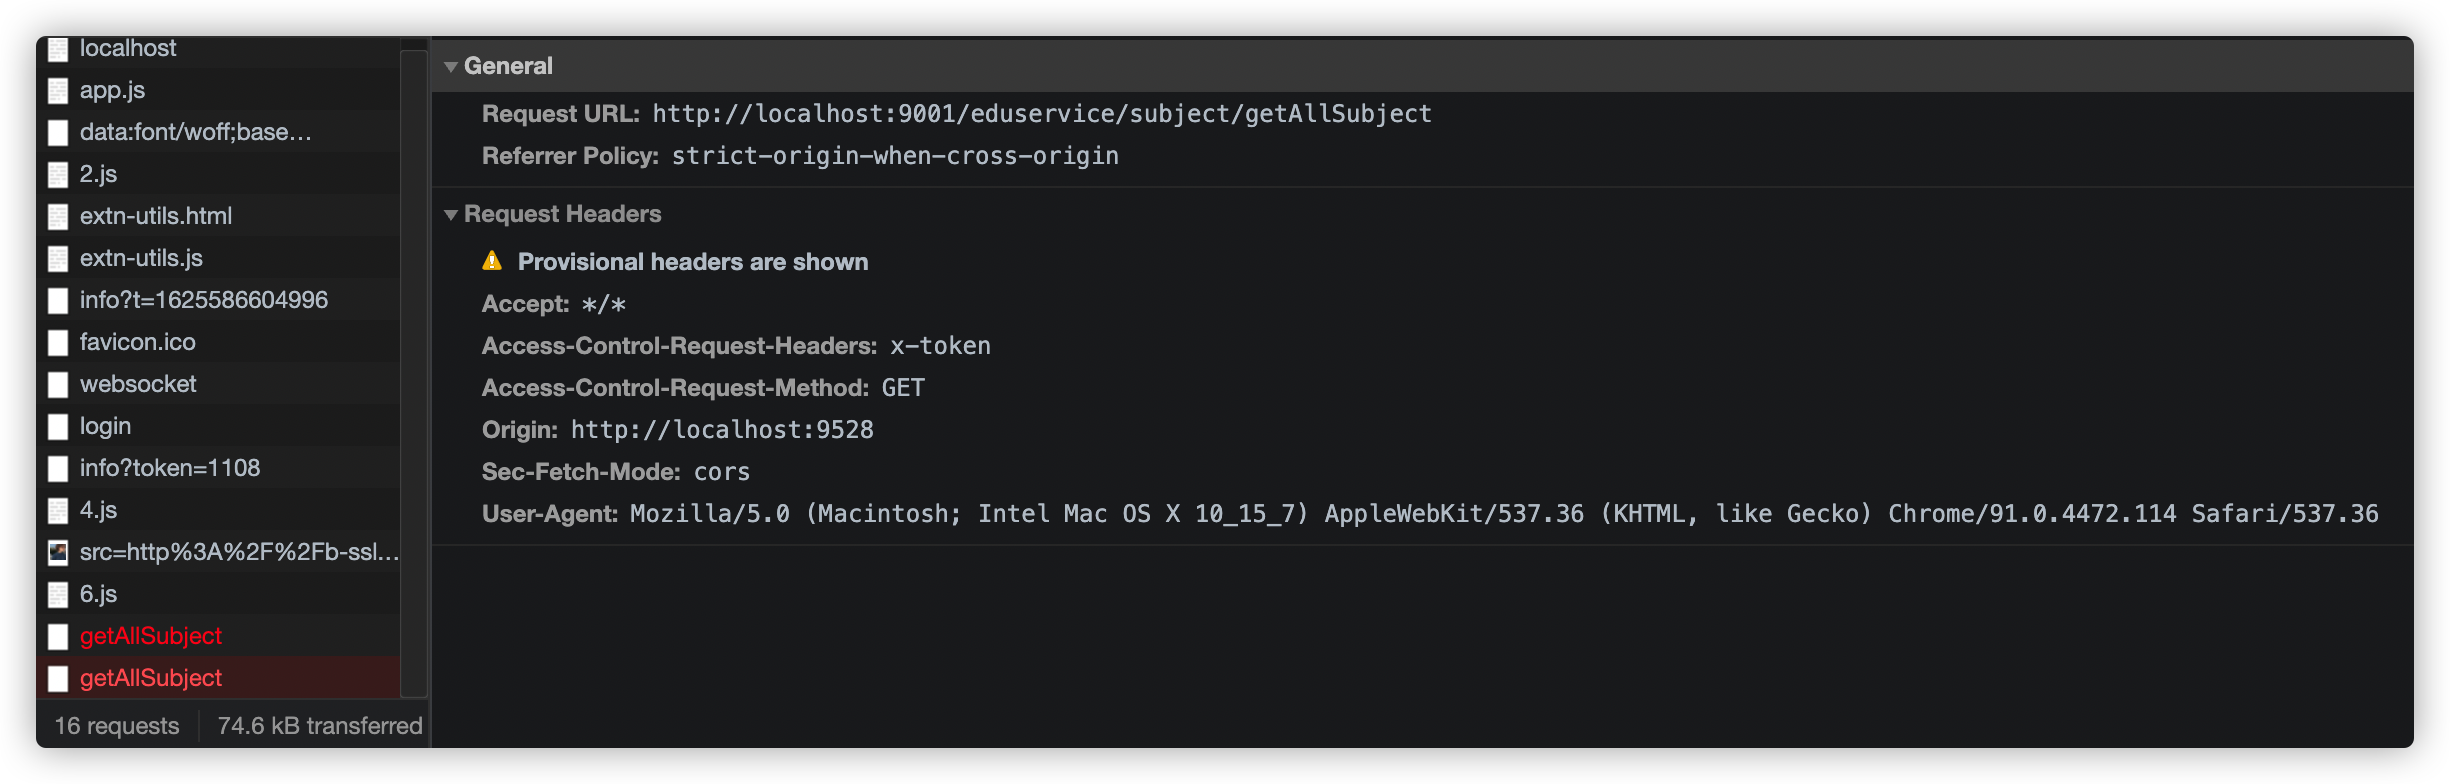 localhost
app.js
data:font/woff;base…
2.js
extn-utils.html
extn-utils.js
info?t=1625586604996
favicon.ico
websocket
login
info?token=1108
4.js
src=http%3A%2F%2Fb-ssl…
6.js
getAllSubject
getAllSubject
16 requests
74.6 kB transferred
General
Request URL: http://localhost:9001/eduservice/subject/getAllSubject
Referrer Policy: strict-origin-when-cross-origin
Request Headers
Provisional headers are shown
Accept: */*
Access-Control-Request-Headers: x-token
Access-Control-Request-Method: GET
Origin: http://localhost:9528
Sec-Fetch-Mode: cors
User-Agent: Mozilla/5.0 (Macintosh; Intel Mac OS X 10_15_7) AppleWebKit/537.36 (KHTML, like Gecko) Chrome/91.0.4472.114 Safari/537.36